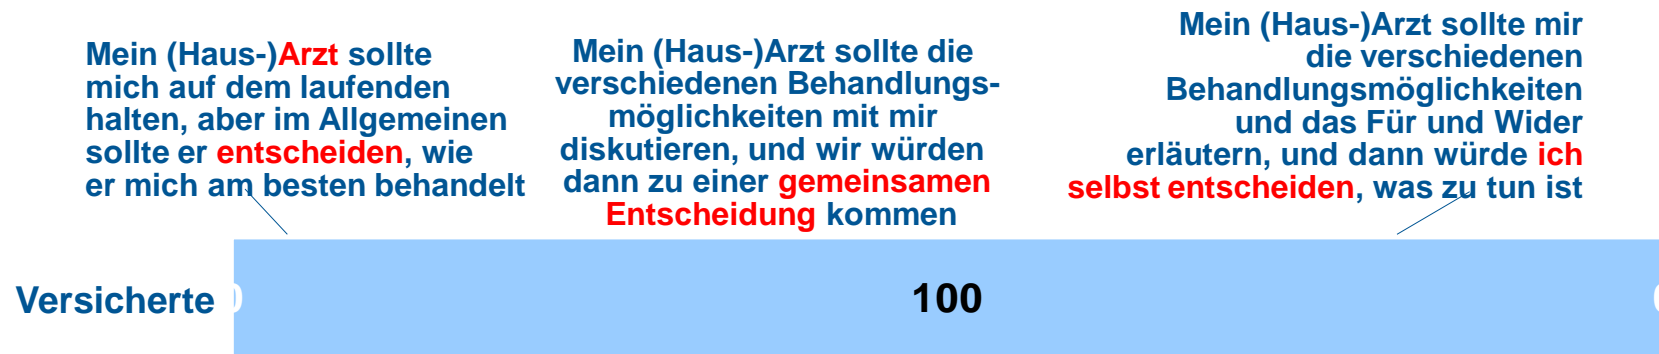 Mein (Haus-)Arzt sollte
mich auf dem laufenden
halten, aber im Allgemeinen
sollte er entscheiden, wie
er mich am besten behandelt
Mein (Haus-)Arzt sollte die
verschiedenen Behandlungs-
möglichkeiten mit mir
diskutieren, und wir würden
dann zu einer gemeinsamen
Entscheidung kommen
Mein (Haus-)Arzt sollte mir
die verschiedenen
Behandlungsmöglichkeiten
und das Für und Wider
erläutern, und dann würde ich
selbst entscheiden, was zu tun ist
Versicherte 0 100